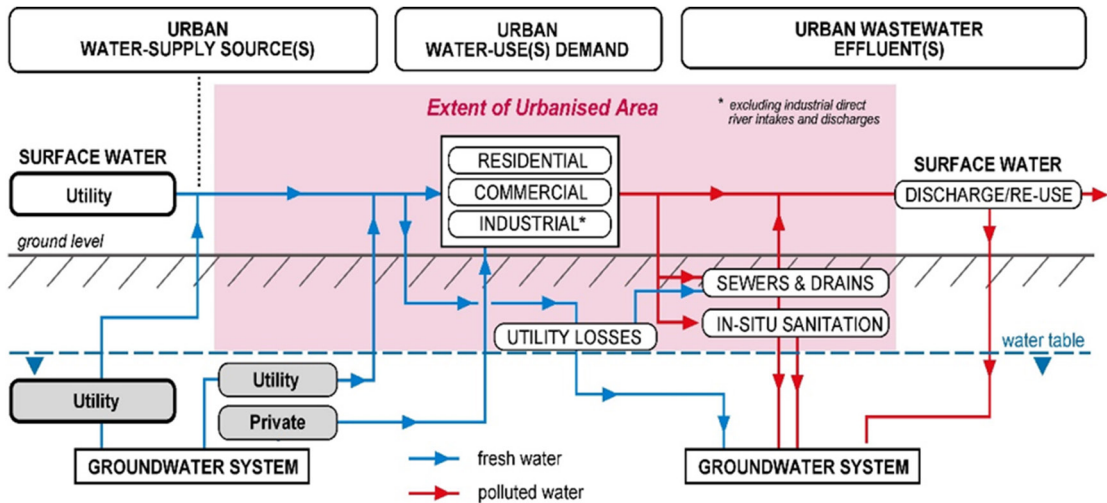 URBAN
WATER-SUPPLY SOURCE(S)
URBAN
WATER-USE(S) DEMAND
URBAN WASTEWATER
EFFLUENT(S)
Extent of Urbanised Area
* excluding industrial direct
river intakes and discharges
SURFACE WATER
Utility
RESIDENTIAL
COMMERCIAL
INDUSTRIAL*
SURFACE WATER
DISCHARGE/RE-USE
ground level
SEWERS & DRAINS
IN-SITU SANITATION
UTILITY LOSSES
water table
Utility
Utility
Private
GROUNDWATER SYSTEM
fresh water
polluted water
GROUNDWATER SYSTEM